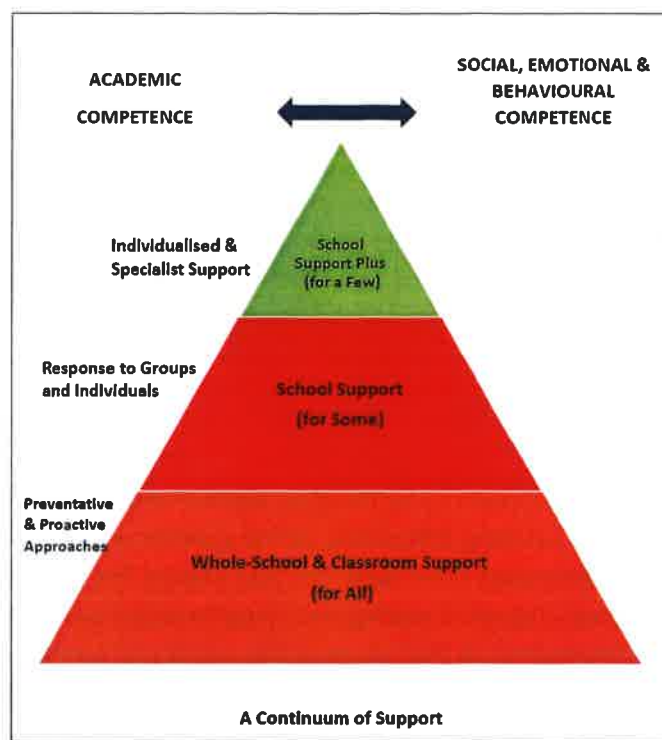 ACADEMIC
COMPETENCE
SOCIAL, EMOTIONAL &
BEHAVIOURAL
COMPETENCE
Individualised &
Specialist Support
School
Support Plus
(for a Few)
Response to Groups
and Individuals
School Support
(for Some)
Preventative
& Proactive
Approaches
Whole-School & Classroom Support
(for All)
A Continuum of Support